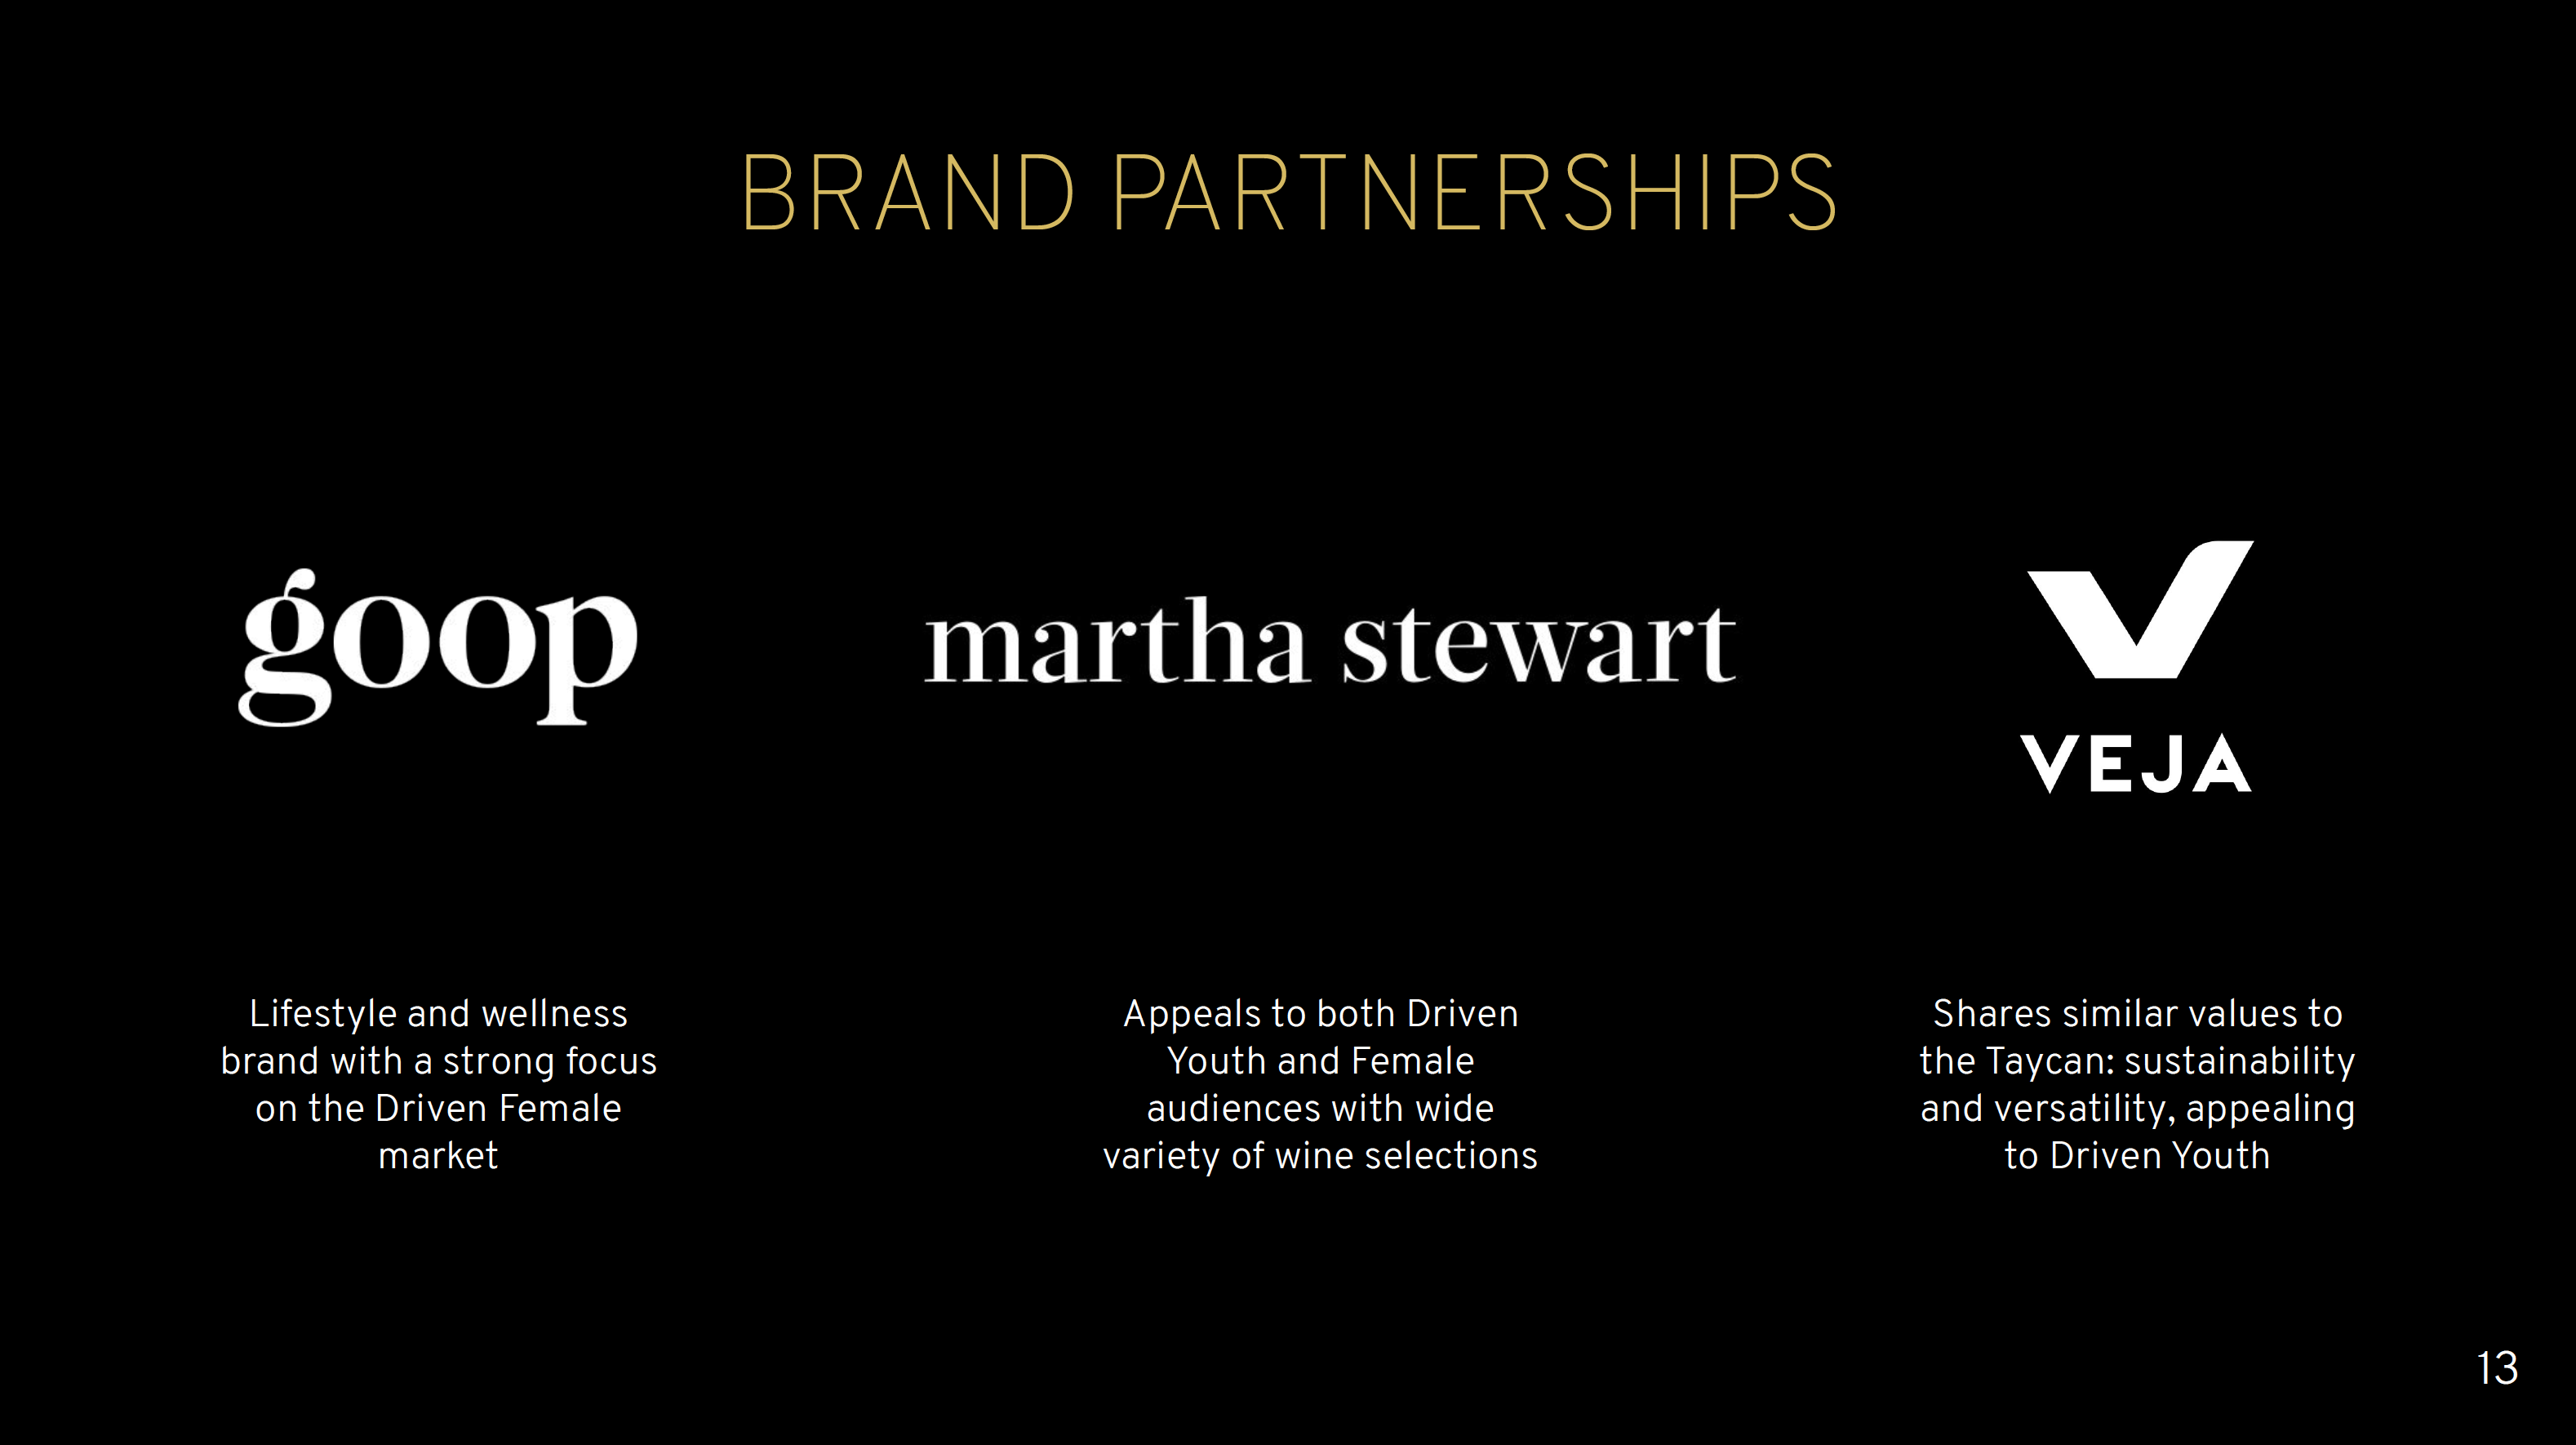 BRAND PARTNERSHIPS
goop
martha stewart
VEJA
Lifestyle and wellness
brand with a strong focus
on the Driven Female
market
Appeals to both Driven
Youth and Female
audiences with wide
variety of wine selections
Shares similar values to
the Taycan: sustainability
and versatility, appealing
to Driven Youth
13